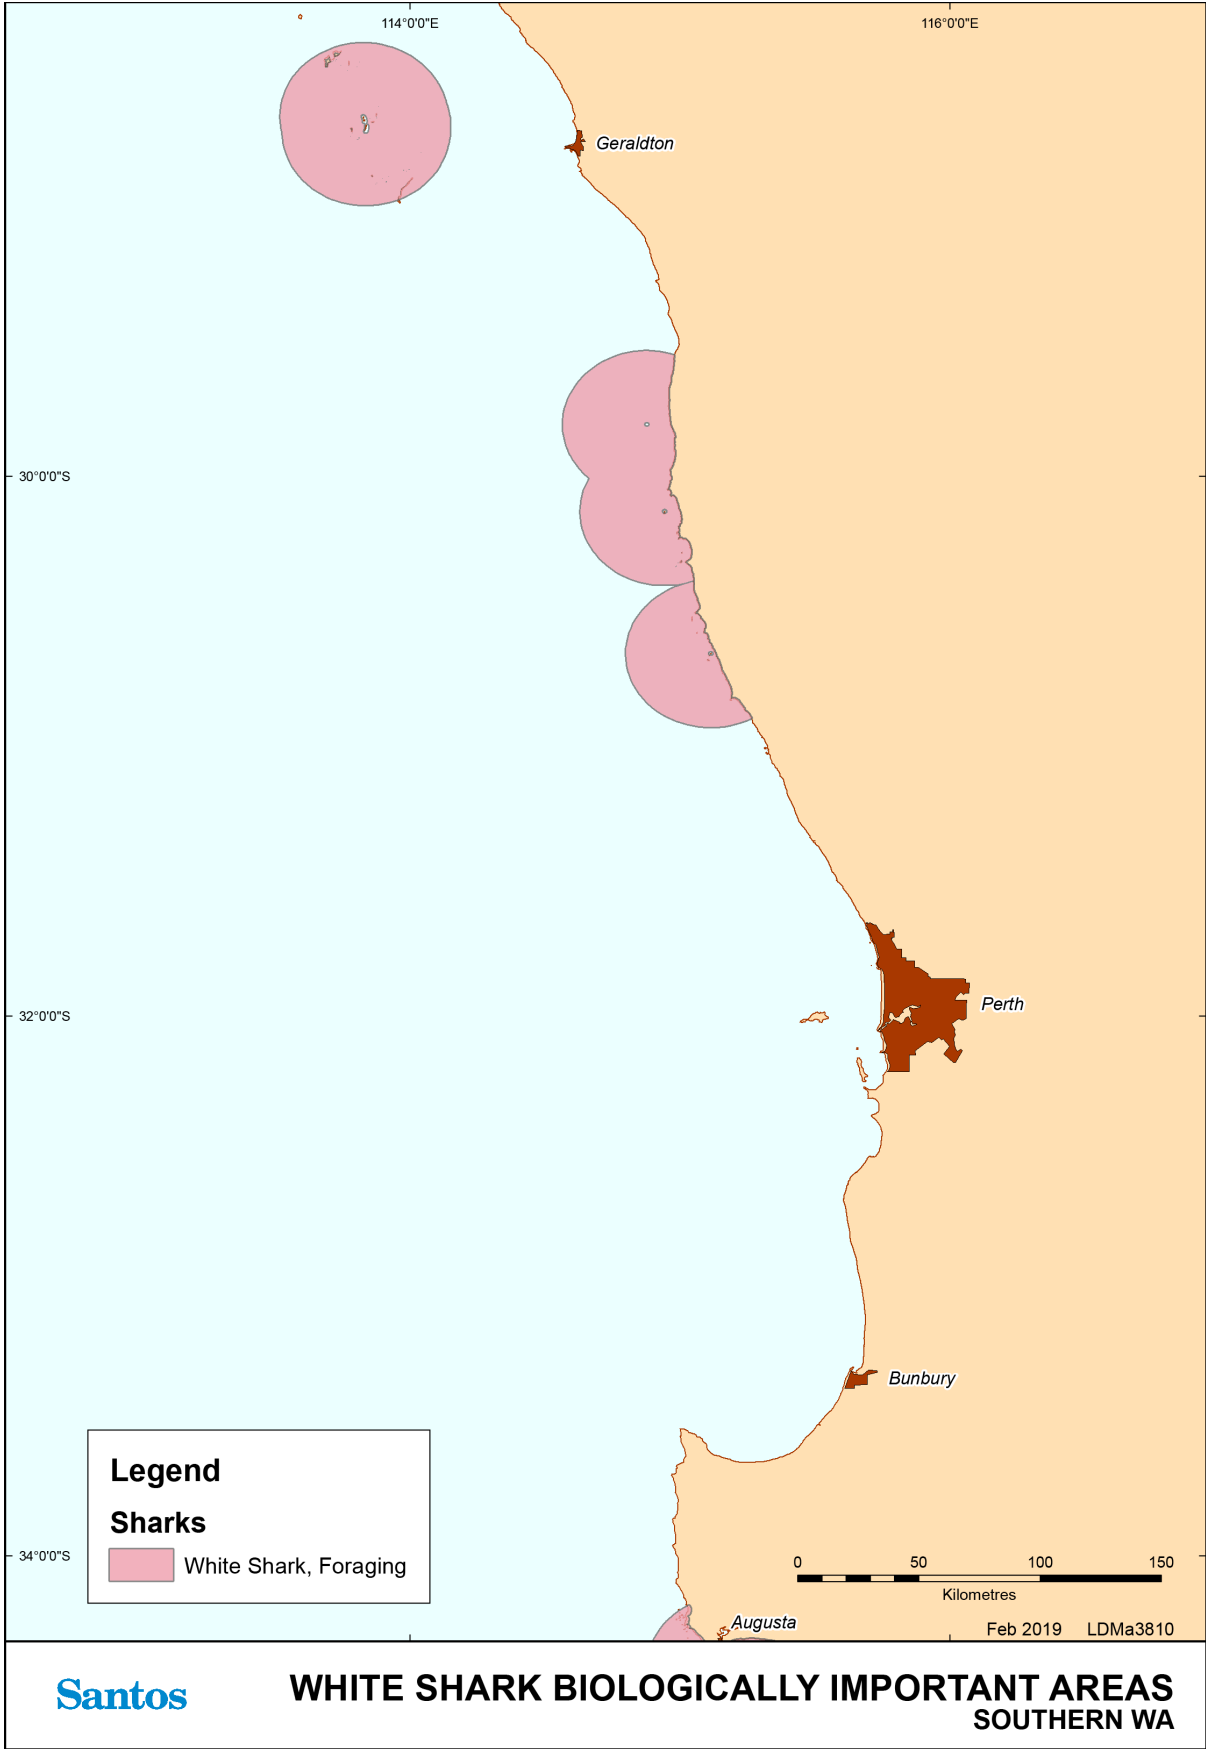 114°0'0"E
116°0'0"E
Geraldton
30°0'0"S
32°0'0"S
Perth
Bunbury
Legend
Sharks
White Shark, Foraging
34°0'0"S
0 50 100 150
Kilometres
Augusta
Feb 2019 LDMa3810
Santos
WHITE SHARK BIOLOGICALLY IMPORTANT AREAS
SOUTHERN WA